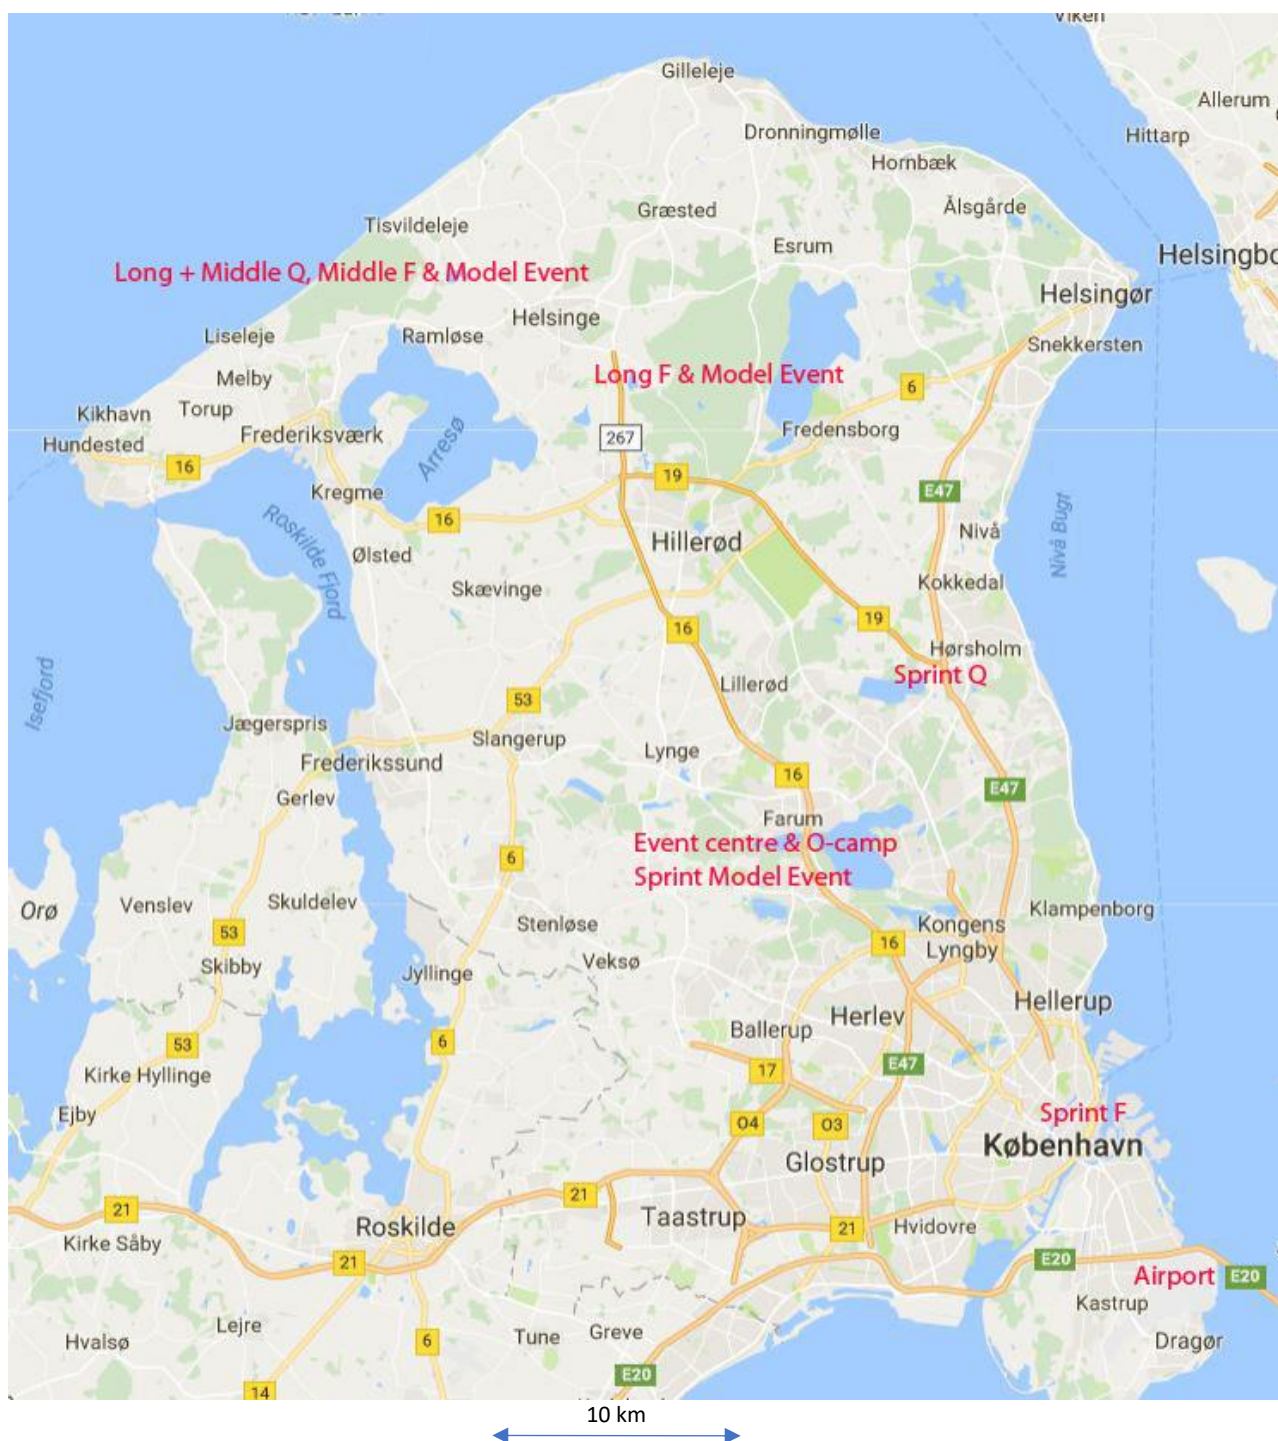 Viken
Gilleleje
Allerum
Dronningmølle
Hittarp
Hornbæk
Græsted
Ålsgårde
Tisvildeleje
Esrum
Helsingbo
Long + Middle Q, Middle F & Model Event
Helsingør
Helsinge
Liseleje
Ramløse
Snekkersten
Long F & Model Event
Melby
6
Kikhavn
Torup
Fredensborg
Frederiksværk
267
Hundested
Arresø
16
19
Kregme
E47
16
Roskilde Fjord
Nivå
Nivå Bugt
Hillerød
Ølsted
Skævinge
Kokkedal
19
16
Hørsholm
Sprint Q
Isefjord
Lillerød
53
Jægerspris
Slangerup
Lynge
Frederikssund
16
E47
Gerlev
Farum
Event centre & O-camp
Sprint Model Event
6
Orø
Venslev
Skuldelev
Klampenborg
Stenløse
Kongens
Lyngby
53
16
Veksø
Skibby
Jyllinge
Hellerup
Herlev
Ballerup
53
6
E47
17
Kirke Hyllinge
Ejby
Sprint F
04
03
København
Glostrup
21
21
Taastrup
Roskilde
21
Hvidovre
Kirke Såby
21
E20
Airport
E20
Kastrup
Lejre
Tune
Greve
Hvalsø
6
Dragør
E20
14
10 km